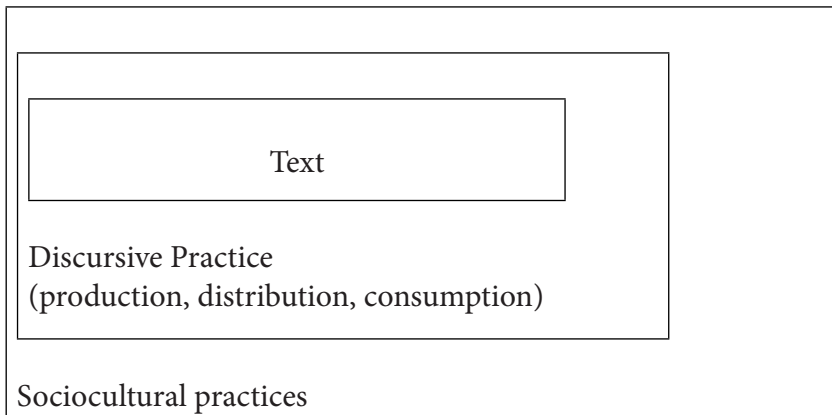 Text
Discursive Practice
(production, distribution, consumption)
Sociocultural practices